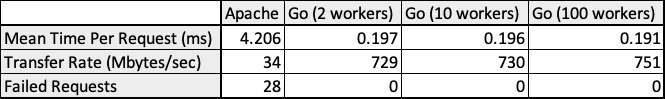 Apache Go (2 workers) Go (10 workers) Go (100 workers)
Mean Time Per Request (ms) 4.206 0.197 0.196 0.191
Transfer Rate (Mbytes/sec) 34 729 730 751
Failed Requests 28 0 0 0